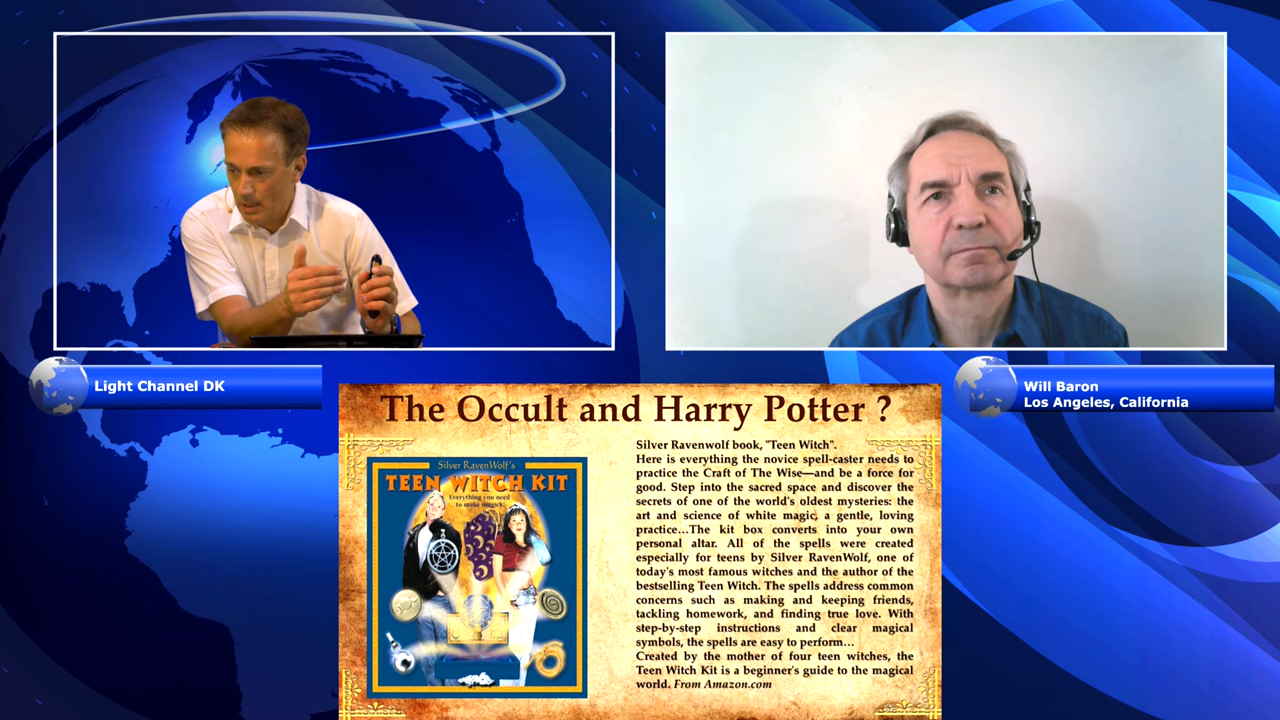 Light Channel DK
Will Baron
Los Angeles, California
The Occult and Harry Potter ?
Silver RavenWolf's
TEEN WITCH KIT
Everything you need
to make magick!
Silver Ravenwolf book, "Teen Witch".
Here is everything the novice spell-caster needs to
practice the Craft of The Wise—and be a force for
good. Step into the sacred space and discover the
secrets of one of the world's oldest mysteries: the
art and science of white magic, a gentle, loving
practice…The kit box converts into your own
personal altar. All of the spells were created
especially for teens by Silver RavenWolf, one of
today's most famous witches and the author of the
bestselling Teen Witch. The spells address common
concerns such as making and keeping friends,
tackling homework, and finding true love. With
step-by-step instructions and clear magical
symbols, the spells are easy to perform…
Created by the mother of four teen witches, the
Teen Witch Kit is a beginner's guide to the magical
world. From Amazon.com